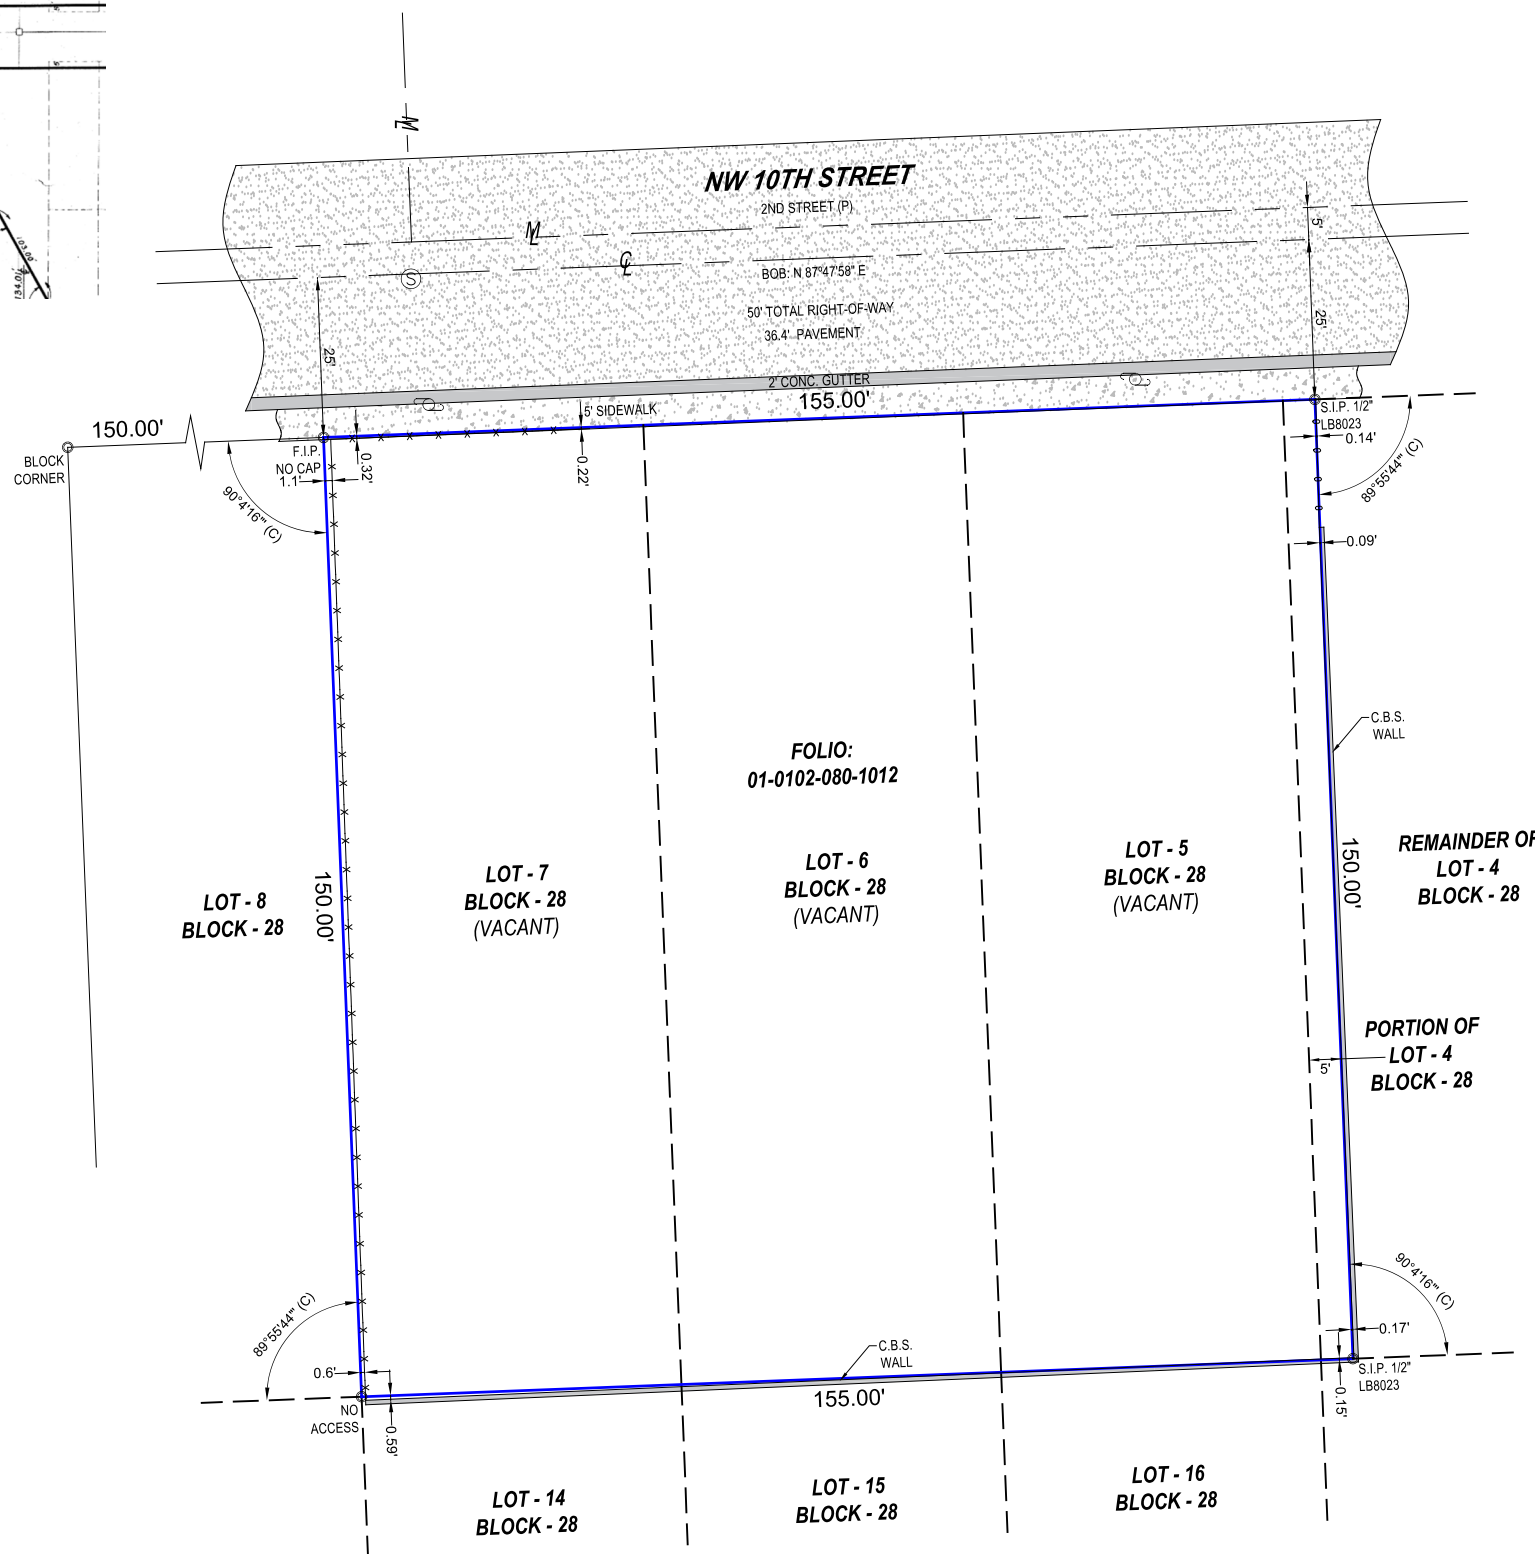 103.00'
134.01'
5
5
M
L
NW 10TH STREET
2ND STREET (P)
M
L
C
L
S
BOB: N 87°47'58" E
50' TOTAL RIGHT-OF-WAY
36.4' PAVEMENT
5'
25'
25'
2' CONC. GUTTER
5' SIDEWALK
155.00'
150.00'
BLOCK
CORNER
F.I.P.
NO CAP
1.1'
0.32'
0.22'
90°4'16''' (C)
S.I.P. 1/2"
LB8023
0.14'
89°55'44''' (C)
0.09'
C.B.S.
WALL
FOLIO:
01-0102-080-1012
LOT - 8
BLOCK - 28
150.00'
LOT - 7
BLOCK - 28
(VACANT)
LOT - 6
BLOCK - 28
(VACANT)
LOT - 5
BLOCK - 28
(VACANT)
150.00'
REMAINDER OF
LOT - 4
BLOCK - 28
PORTION OF
LOT - 4
BLOCK - 28
5'
89°55'44''' (C)
90°4'16''' (C)
0.6'
NO
ACCESS
0.59'
C.B.S.
WALL
155.00'
0.17'
S.I.P. 1/2"
LB8023
0.15'
LOT - 14
BLOCK - 28
LOT - 15
BLOCK - 28
LOT - 16
BLOCK - 28